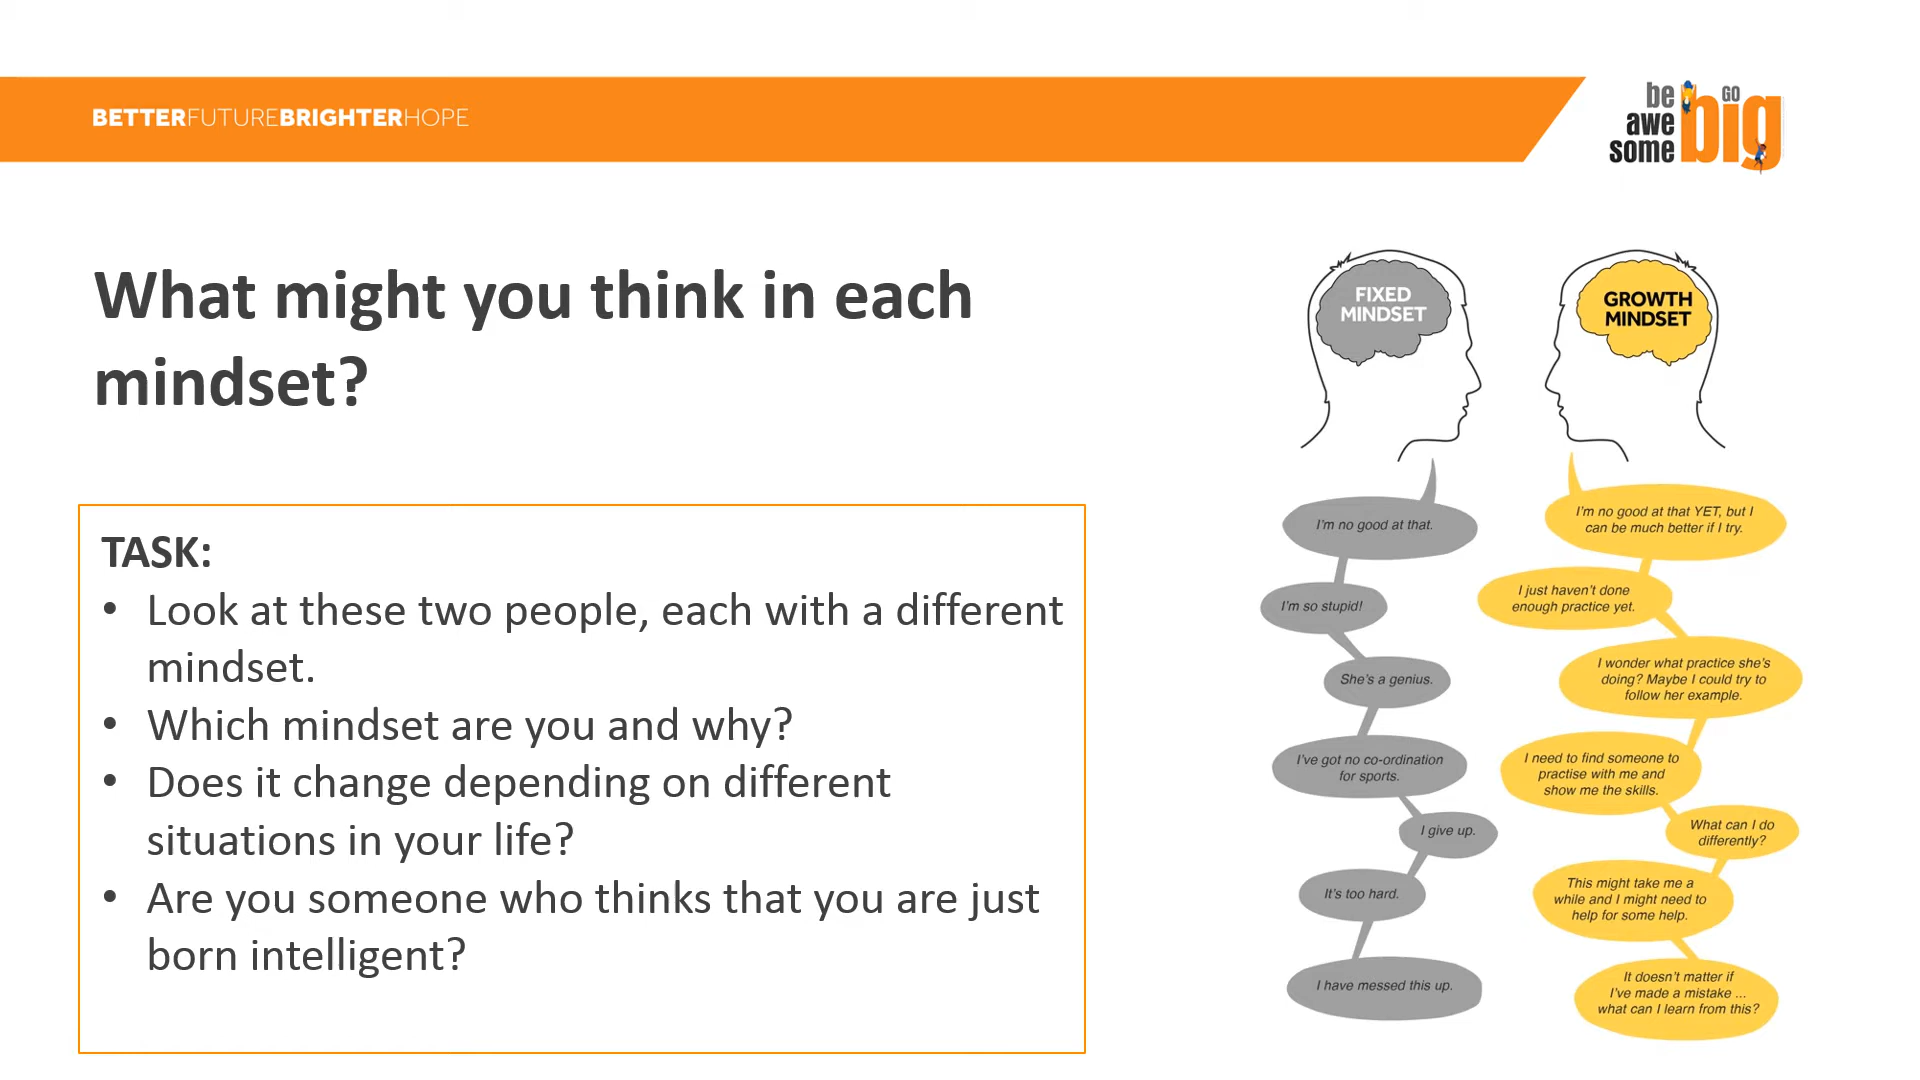 BETTERFUTUREBRIGHTERHOPE
be
awe
some
GO
big
What might you think in each
mindset?
TASK:
• Look at these two people, each with a different
mindset.
• Which mindset are you and why?
• Does it change depending on different
situations in your life?
• Are you someone who thinks that you are just
born intelligent?
FIXED
MINDSET
I'm no good at that.
I'm so stupid!
She's a genius.
I've got no co-ordination
for sports.
I give up.
It's too hard.
I have messed this up.
GROWTH
MINDSET
I'm no good at that YET, but I
can be much better if I try.
I just haven't done
enough practice yet.
I wonder what practice she's
doing? Maybe I could try to
follow her example.
I need to find someone to
practise with me and
show me the skills.
What can I do
differently?
This might take me a
while and I might need to
help for some help.
It doesn't matter if
I've made a mistake ...
what can I learn from this?